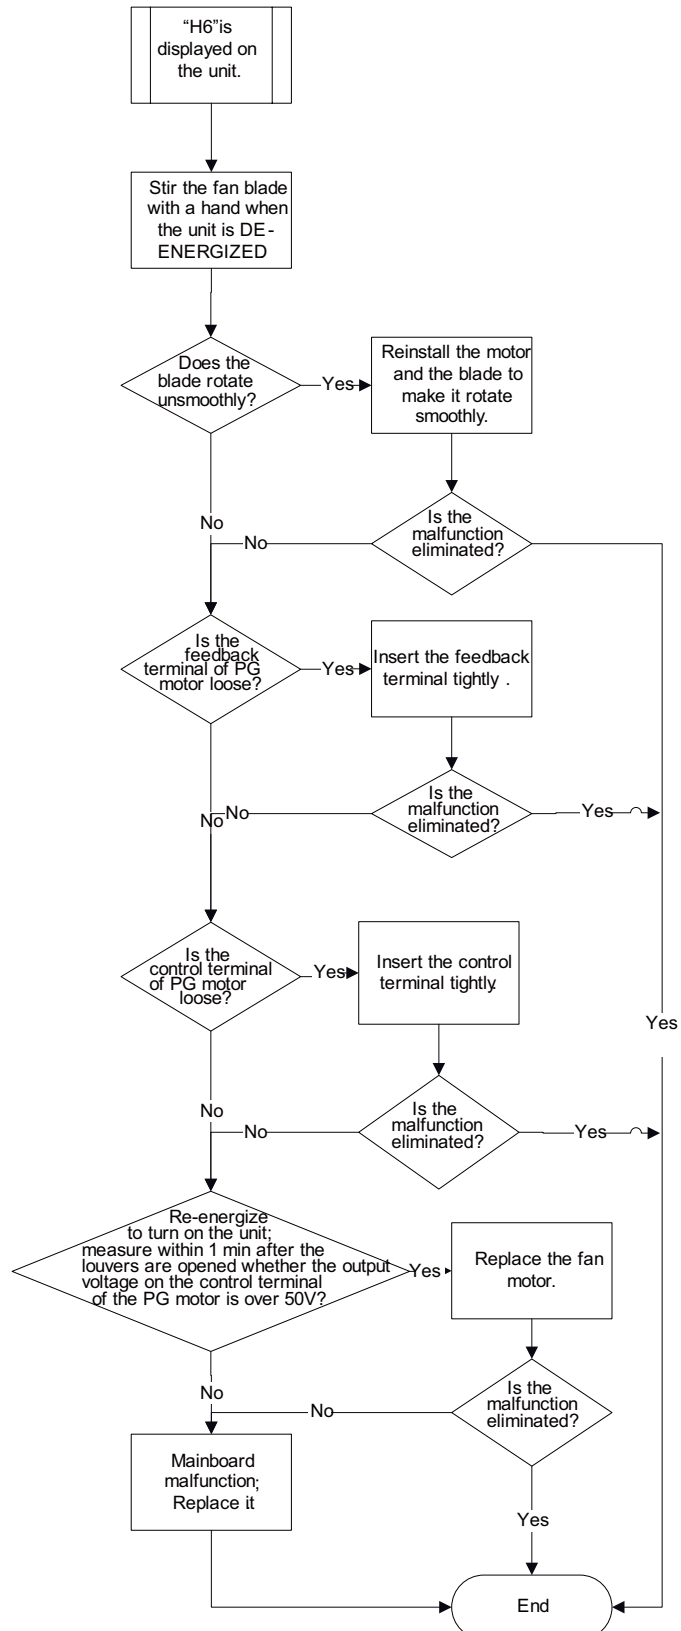 “H6”is
displayed on
the unit.
Stir the fan blade
with a hand when
the unit is DE-
ENERGIZED
Does the
blade rotate
unsmoothly?
Yes
Reinstall the motor
and the blade to
make it rotate
smoothly.
No
No
Is the
malfunction
eliminated?
Is the
feedback
terminal of PG
motor loose?
Yes
Insert the feedback
terminal tightly .
No
No
Is the
malfunction
eliminated?
Yes
Is the
control terminal
of PG motor
loose?
Yes
Insert the control
terminal tightly.
Yes
No
No
Is the
malfunction
eliminated?
Yes
Re-energize
to turn on the unit;
measure within 1 min after the
louvers are opened whether the output
voltage on the control terminal
of the PG motor is over 50V?
Yes
Replace the fan
motor.
No
No
Is the
malfunction
eliminated?
Mainboard
malfunction;
Replace it
Yes
End